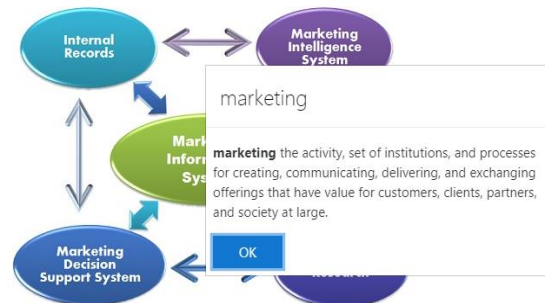 Internal
Records
Marketing
Intelligence
System
marketing
marketing the activity, set of institutions, and processes
for creating, communicating, delivering, and exchanging
offerings that have value for customers, clients, partners,
and society at large.
OK
Marketing
Decision
Support System
Research